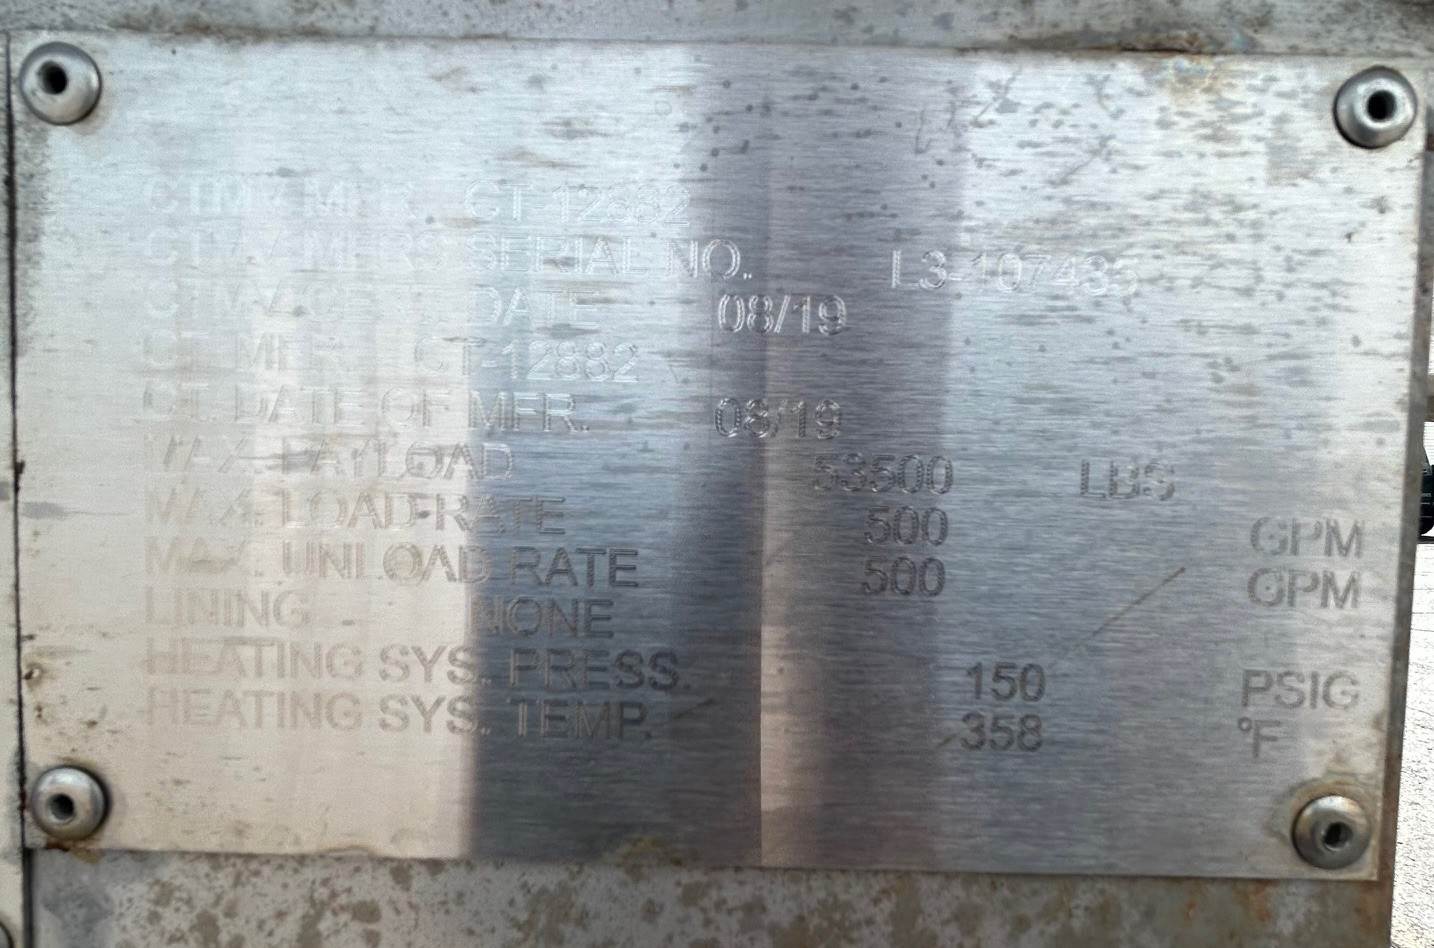 CTMV MFR. CT-12882
CTMV MFRS SERIAL NO. L3-107435
CTMV CERT. DATE 08/19
CT. MFR. CT-12882
CT. DATE OF MFR. 08/19
MAX. PAYLOAD 53500 LBS
MAX. LOAD RATE 500 GPM
MAX. UNLOAD RATE 500 GPM
LINING NONE
HEATING SYS. PRESS. 150 PSIG
HEATING SYS. TEMP. 358 °F